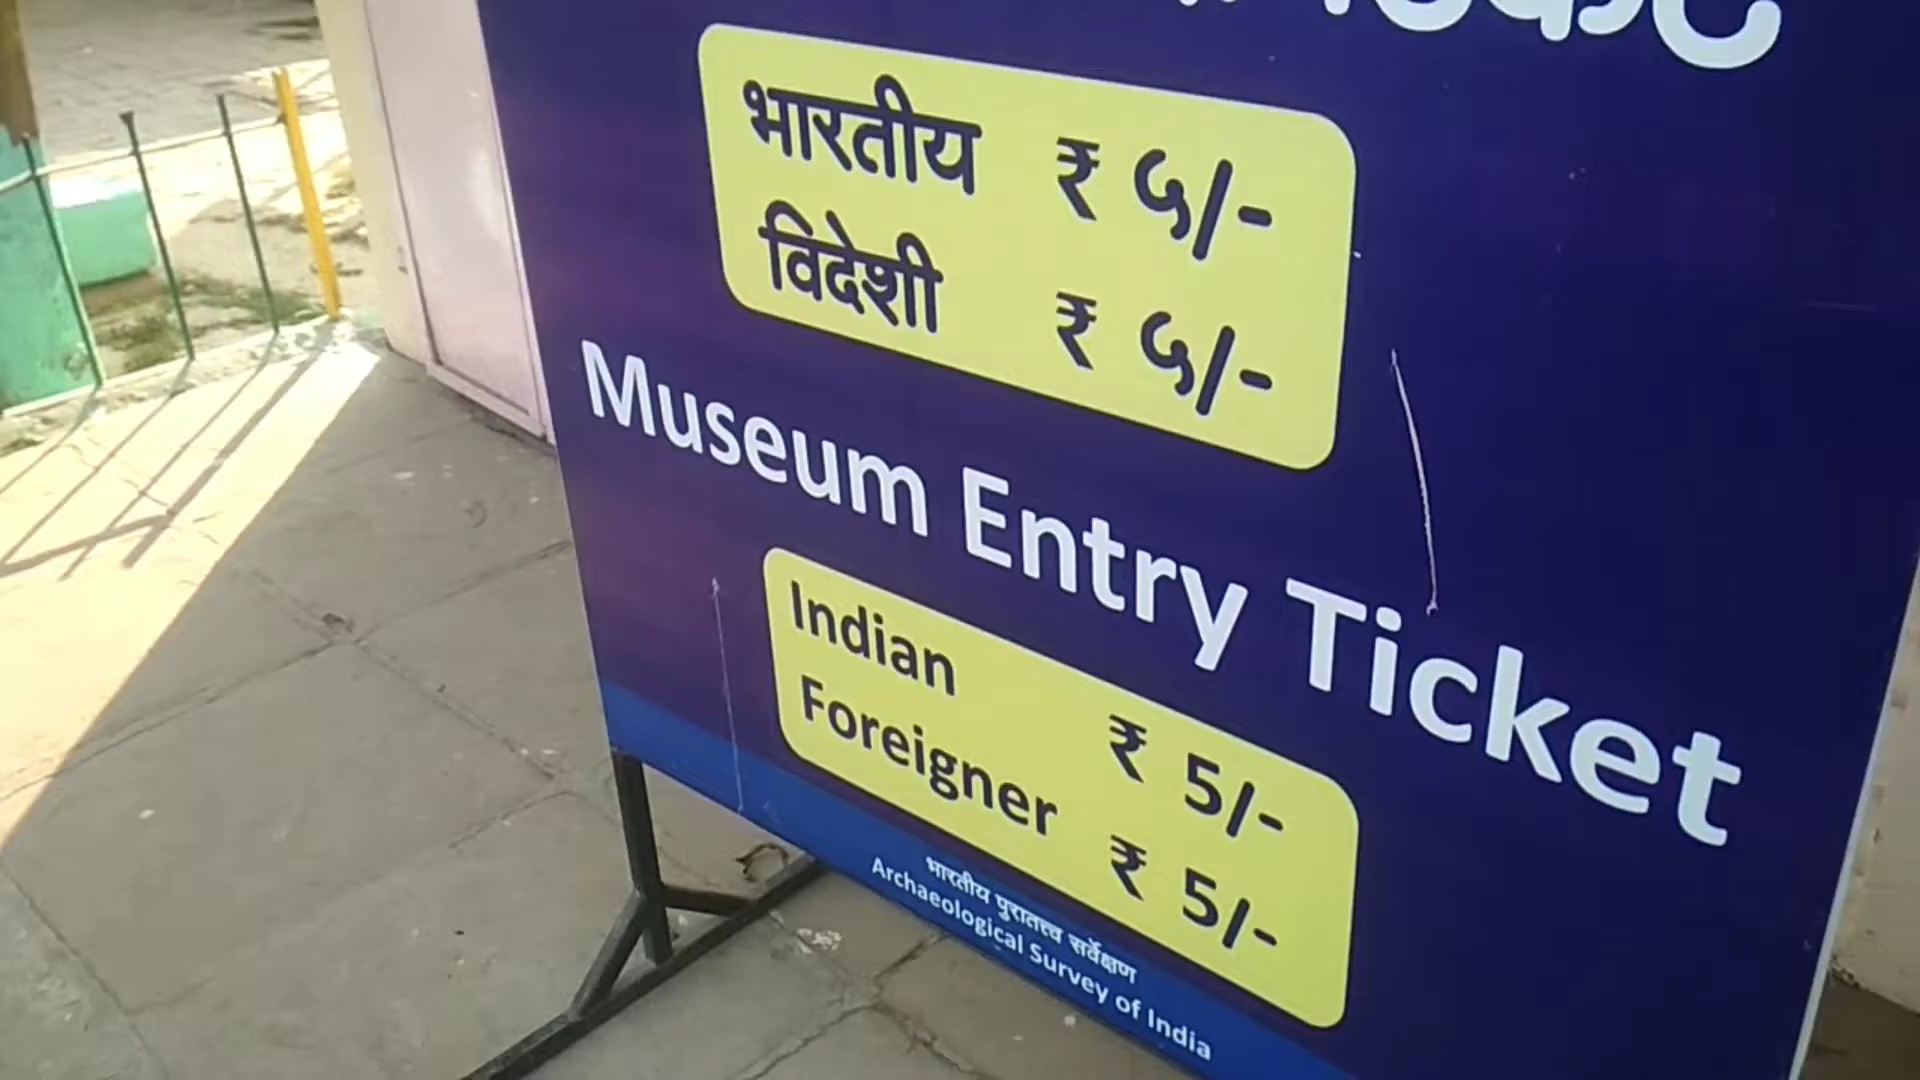 भारतीय ₹ ५/-
विदेशी ₹ ५/-
Museum Entry Ticket
Indian ₹ 5/-
Foreigner ₹ 5/-
भारतीय पुरातत्त्व सर्वेक्षण
Archaeological Survey of India